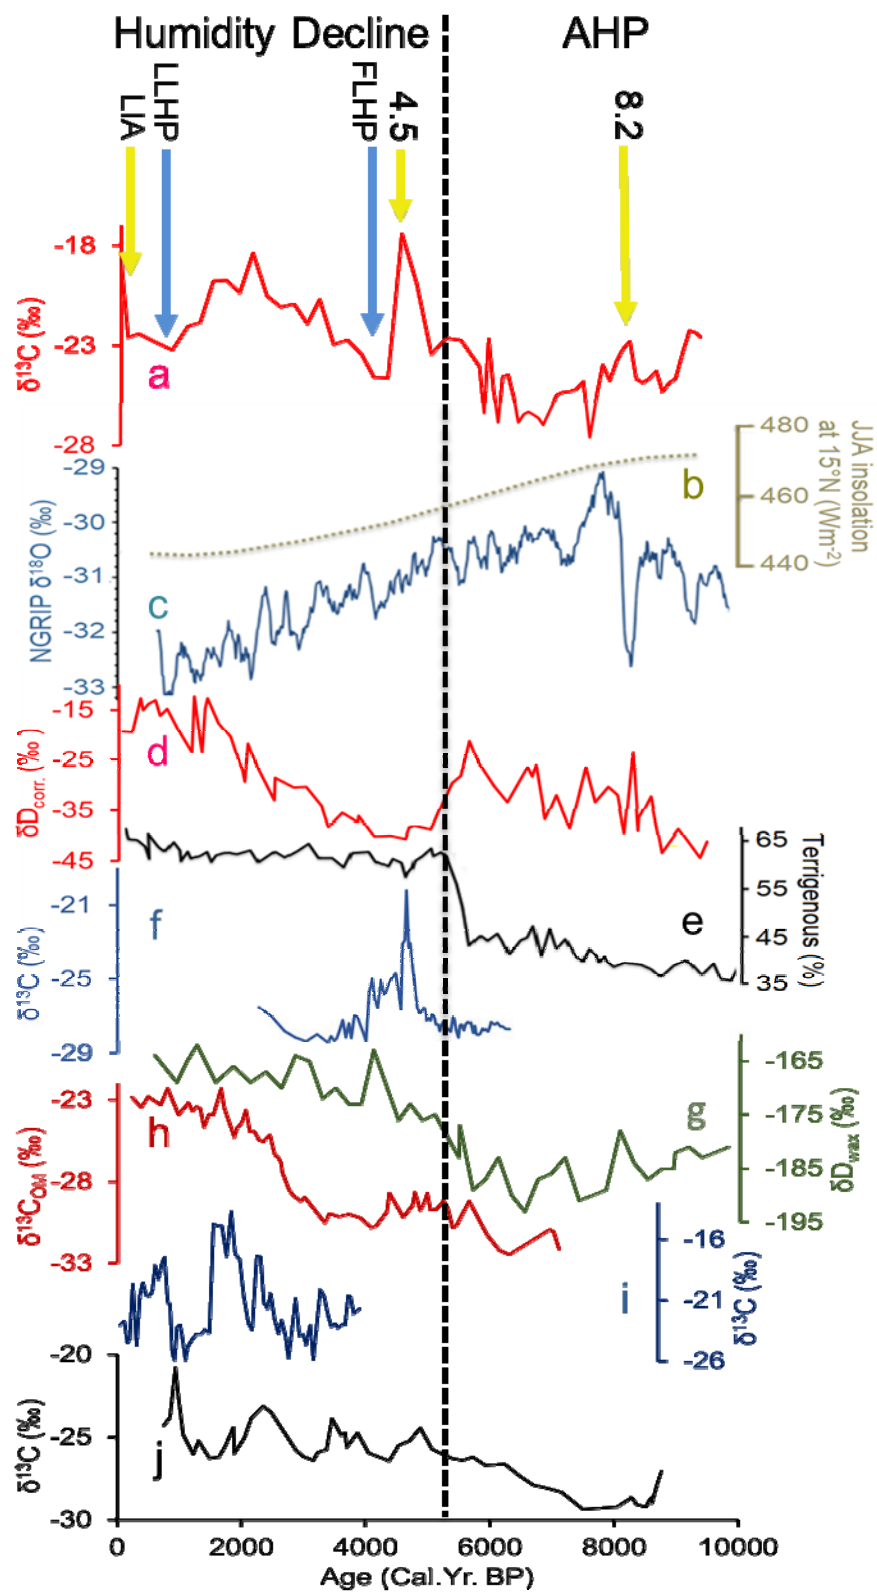 Humidity Decline
AHP
LIA
LLHP
FLHP
4.5
8.2
-18
-23
-28
δ¹³C (‰)
a
480
460
440
JJA insolation
at 15°N (Wm⁻²)
b
-29
-30
-31
-32
-33
NGRIP δ¹⁸O (‰)
c
-15
-25
-35
-45
δDcorr. (‰ )
d
65
55
45
35
Terrigenous (%)
e
-21
-25
-29
δ¹³C (‰)
f
-165
-175
-185
-195
δDwax (‰)
g
-23
-28
-33
δ¹³COM (‰)
h
-16
-21
-26
δ¹³C (‰)
i
-20
-25
-30
δ¹³C (‰)
j
0
2000
4000
6000
8000
10000
Age (Cal.Yr. BP)